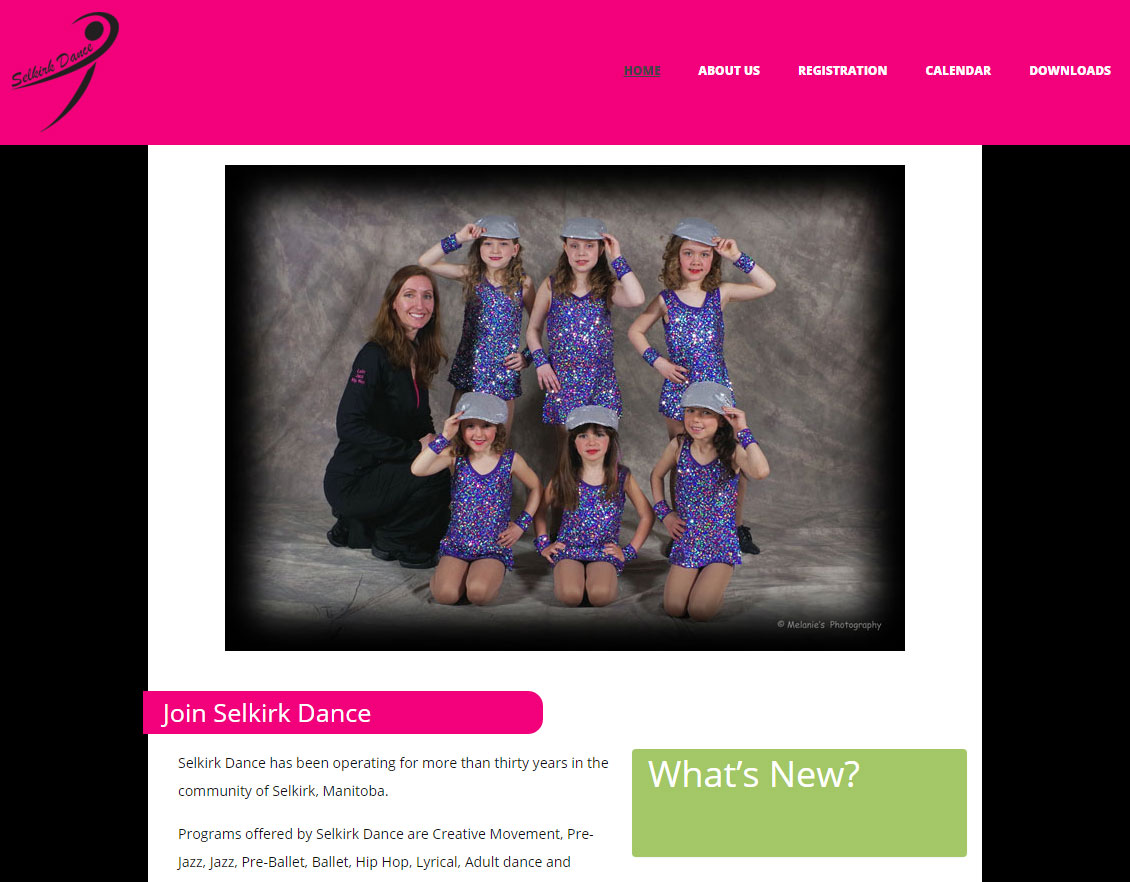 Selkirk Dance
HOME
ABOUT US
REGISTRATION
CALENDAR
DOWNLOADS
© Melanie's Photography
Join Selkirk Dance
Selkirk Dance has been operating for more than thirty years in the
community of Selkirk, Manitoba.
Programs offered by Selkirk Dance are Creative Movement, Pre-
Jazz, Jazz, Pre-Ballet, Ballet, Hip Hop, Lyrical, Adult dance and
What's New?